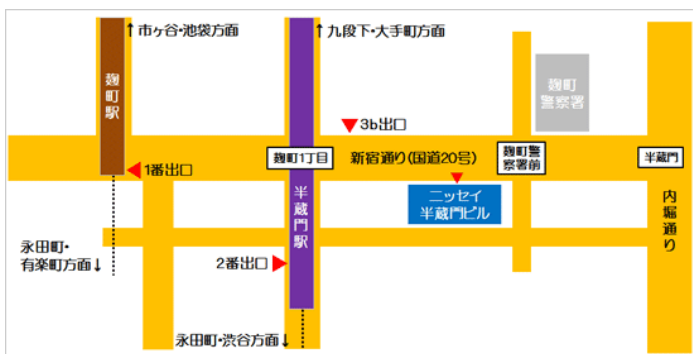 ↑市ヶ谷・池袋方面
↑九段下・大手町方面
麹町駅
麹町
警察署
3b出口
麹町1丁目
新宿通り(国道20号)
麹町警
察署前
半蔵門
1番出口
ニッセイ
半蔵門ビル
半蔵門駅
内堀通り
永田町・
有楽町方面↓
2番出口
永田町・渋谷方面↓